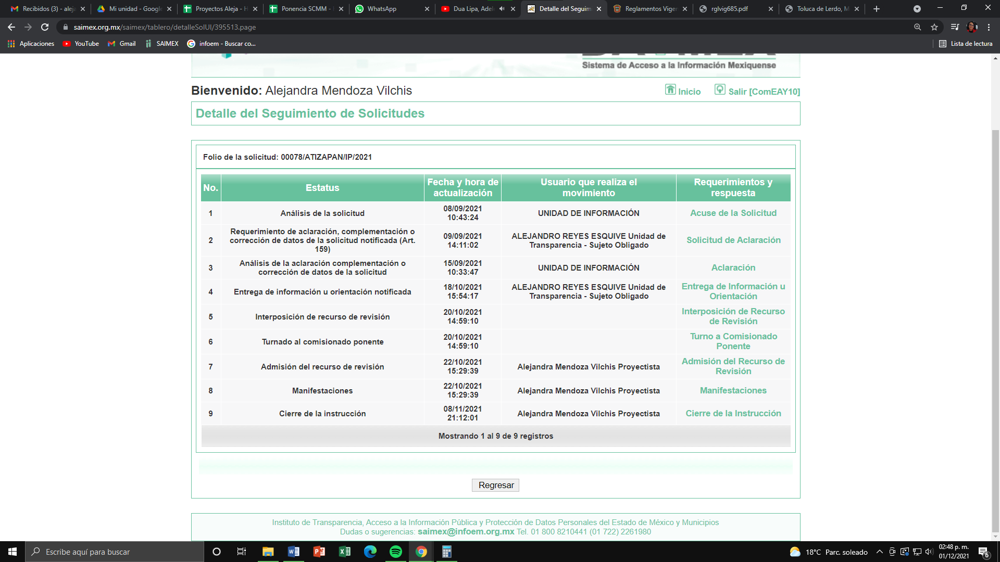 Recibidos (3) - aleja
Mi unidad - Google
Proyectos Aleja - H
Ponencia SCMM -
WhatsApp
Dua Lipa, Adel
Detalle del Seguim
Reglamentos Viger
rglvig685.pdf
Toluca de Lerdo, M
saimex.org.mx/saimex/tablero/detalleSolUI/395513.page
Aplicaciones
YouTube
Gmail
SAIMEX
infoem - Buscar co...
Lista de lectura
Sistema de Acceso a la Información Mexiquense
Bienvenido: Alejandra Mendoza Vilchis
Inicio
Salir [ComEAY10]
Detalle del Seguimiento de Solicitudes
Folio de la solicitud: 00078/ATIZAPAN/IP/2021
No.
Estatus
Fecha y hora de
actualización
Usuario que realiza el
movimiento
Requerimientos y
respuesta
1
Análisis de la solicitud
08/09/2021
10:43:24
UNIDAD DE INFORMACIÓN
Acuse de la Solicitud
2
Requerimiento de aclaración, complementación o
corrección de datos de la solicitud notificada (Art.
159)
09/09/2021
14:11:02
ALEJANDRO REYES ESQUIVE Unidad de
Transparencia - Sujeto Obligado
Solicitud de Aclaración
3
Análisis de la aclaración complementación o
corrección de datos de la solicitud
15/09/2021
10:33:47
UNIDAD DE INFORMACIÓN
Aclaración
4
Entrega de información u orientación notificada
18/10/2021
15:54:17
ALEJANDRO REYES ESQUIVE Unidad de
Transparencia - Sujeto Obligado
Entrega de Información u
Orientación
5
Interposición de recurso de revisión
20/10/2021
14:59:10
Interposición de Recurso
de Revisión
6
Turnado al comisionado ponente
20/10/2021
14:59:10
Turno a Comisionado
Ponente
7
Admisión del recurso de revisión
22/10/2021
15:29:39
Alejandra Mendoza Vilchis Proyectista
Admisión del Recurso de
Revisión
8
Manifestaciones
22/10/2021
15:29:39
Alejandra Mendoza Vilchis Proyectista
Manifestaciones
9
Cierre de la instrucción
08/11/2021
21:12:01
Alejandra Mendoza Vilchis Proyectista
Cierre de la Instrucción
Mostrando 1 al 9 de 9 registros
Regresar
Instituto de Transparencia, Acceso a la Información Pública y Protección de Datos Personales del Estado de México y Municipios
Dudas o sugerencias: saimex@infoem.org.mx Tel. 01 800 8210441 (01 722) 2261980
Escribe aquí para buscar
18°C Parc. soleado
02:48 p. m.
01/12/2021
6